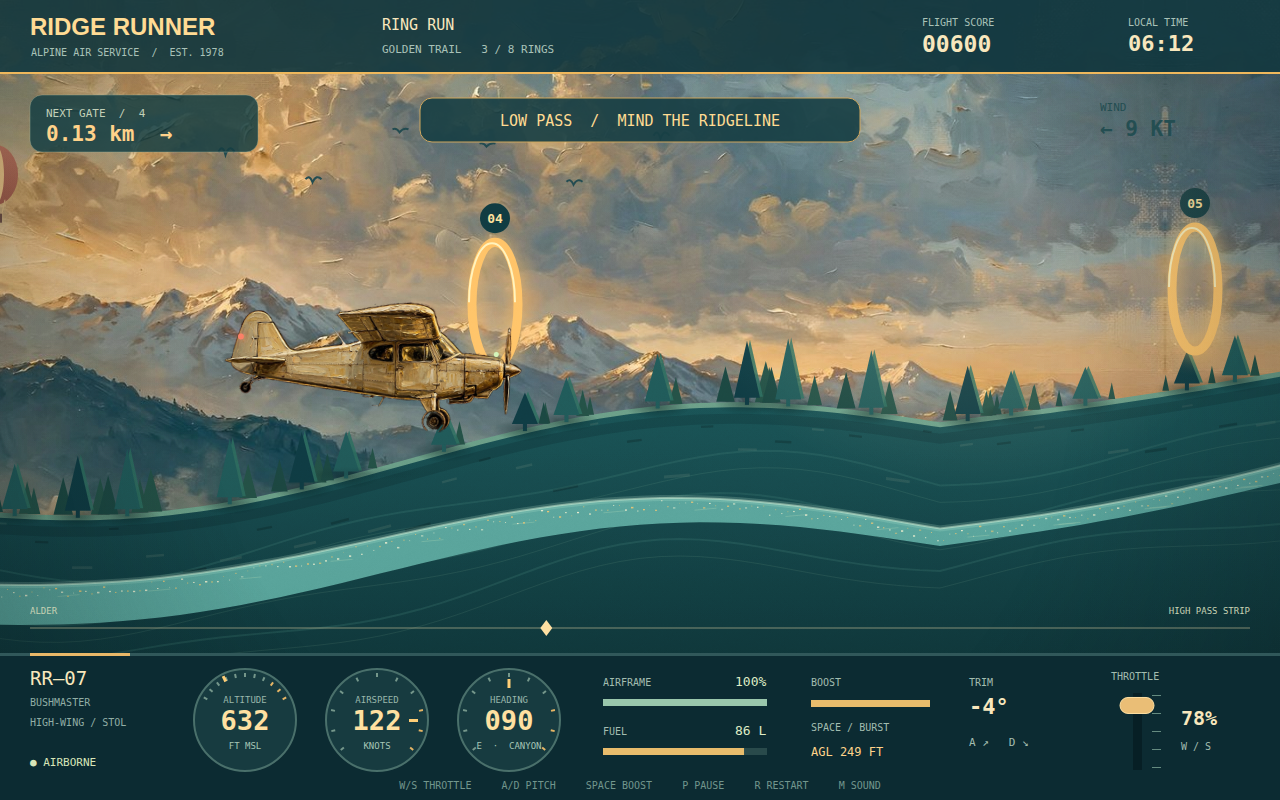 RIDGE RUNNER
ALPINE AIR SERVICE / EST. 1978
RING RUN
GOLDEN TRAIL 3 / 8 RINGS
FLIGHT SCORE
00600
LOCAL TIME
06:12
NEXT GATE / 4
0.13 km →
LOW PASS / MIND THE RIDGELINE
WIND
← 9 KT
04
05
ALDER
HIGH PASS STRIP
RR—07
BUSHMASTER
HIGH-WING / STOL
● AIRBORNE
ALTITUDE
632
FT MSL
AIRSPEED
122
KNOTS
HEADING
090
E · CANYON
AIRFRAME 100%
FUEL 86 L
BOOST
SPACE / BURST
AGL 249 FT
TRIM
-4°
A ↗ D ↘
THROTTLE
78%
W / S
W/S THROTTLE A/D PITCH SPACE BOOST P PAUSE R RESTART M SOUND